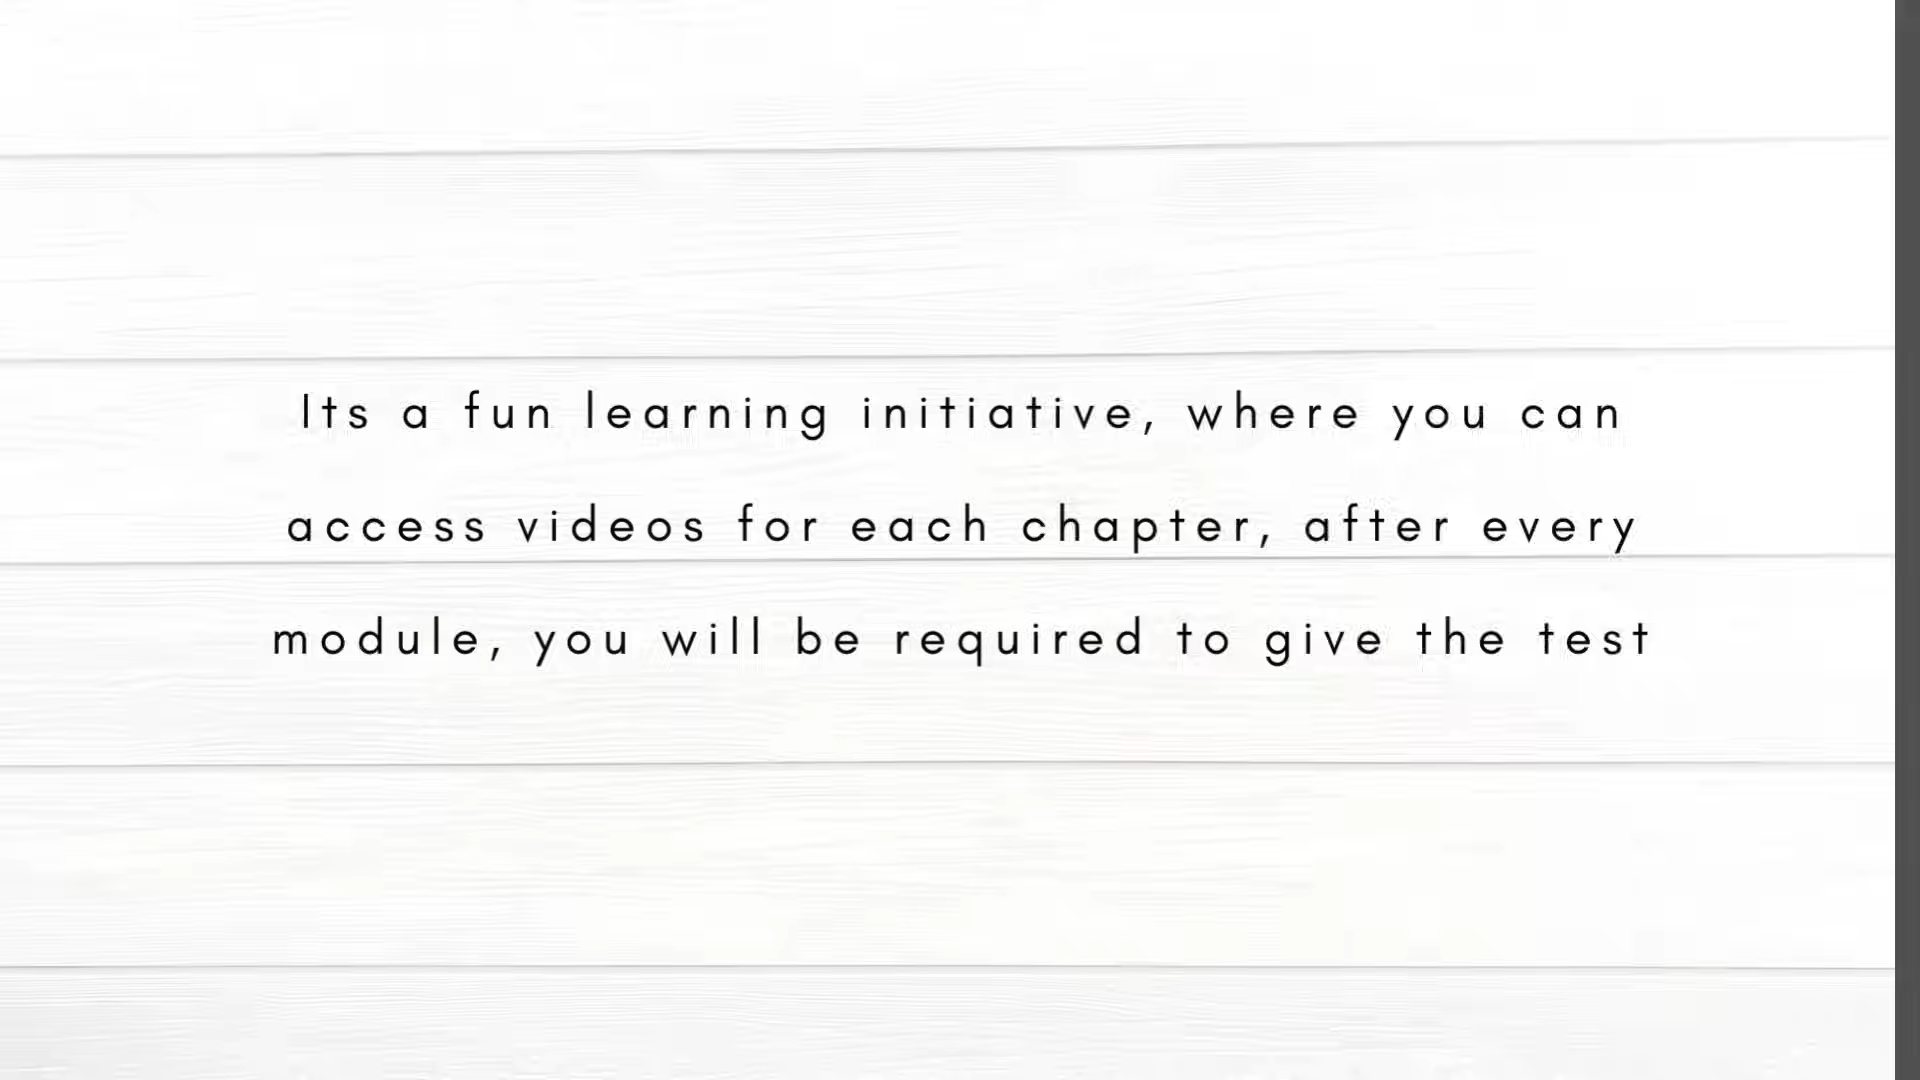 Its a fun learning initiative, where you can
access videos for each chapter, after every
module, you will be required to give the test